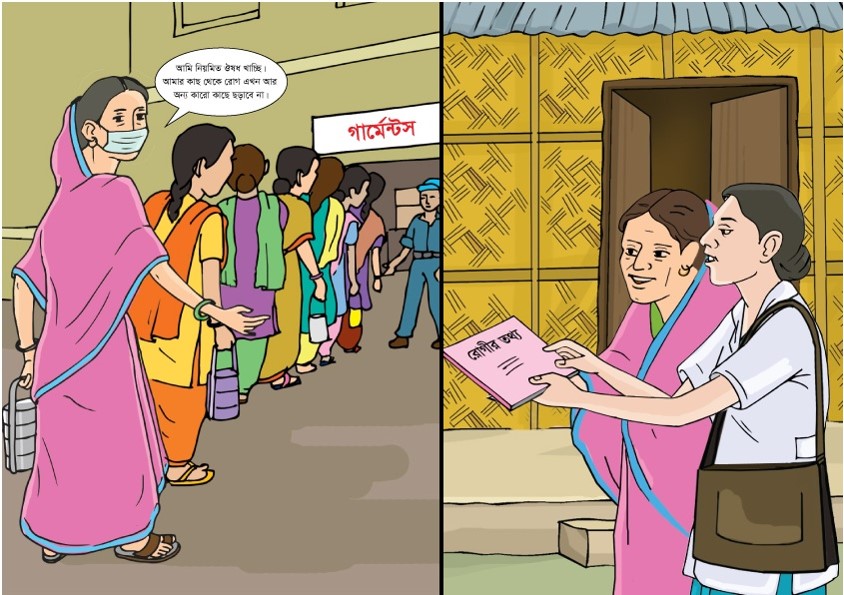 আমি নিয়মিত ঔষধ খাচ্ছি।
আমার কাছ থেকে রোগ এখন আর
অন্য কারো কাছে ছড়াবে না।
গার্মেন্টস
রোগীর তথ্য